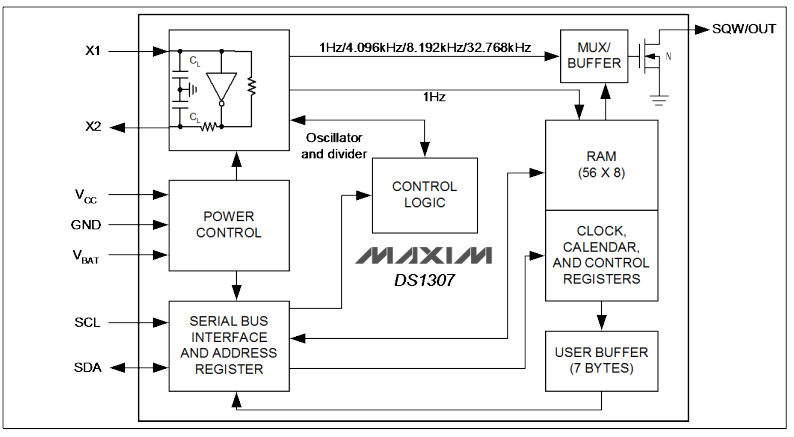 SQW/OUT
1Hz/4.096kHz/8.192kHz/32.768kHz
X1
MUX/
BUFFER
N
CL
1Hz
CL
X2
Oscillator
and divider
RAM
(56 X 8)
CONTROL
LOGIC
VCC
POWER
CONTROL
GND
VBAT
CLOCK,
CALENDAR,
AND CONTROL
REGISTERS
MAXIM
DS1307
SCL
SERIAL BUS
INTERFACE
AND ADDRESS
REGISTER
SDA
USER BUFFER
(7 BYTES)